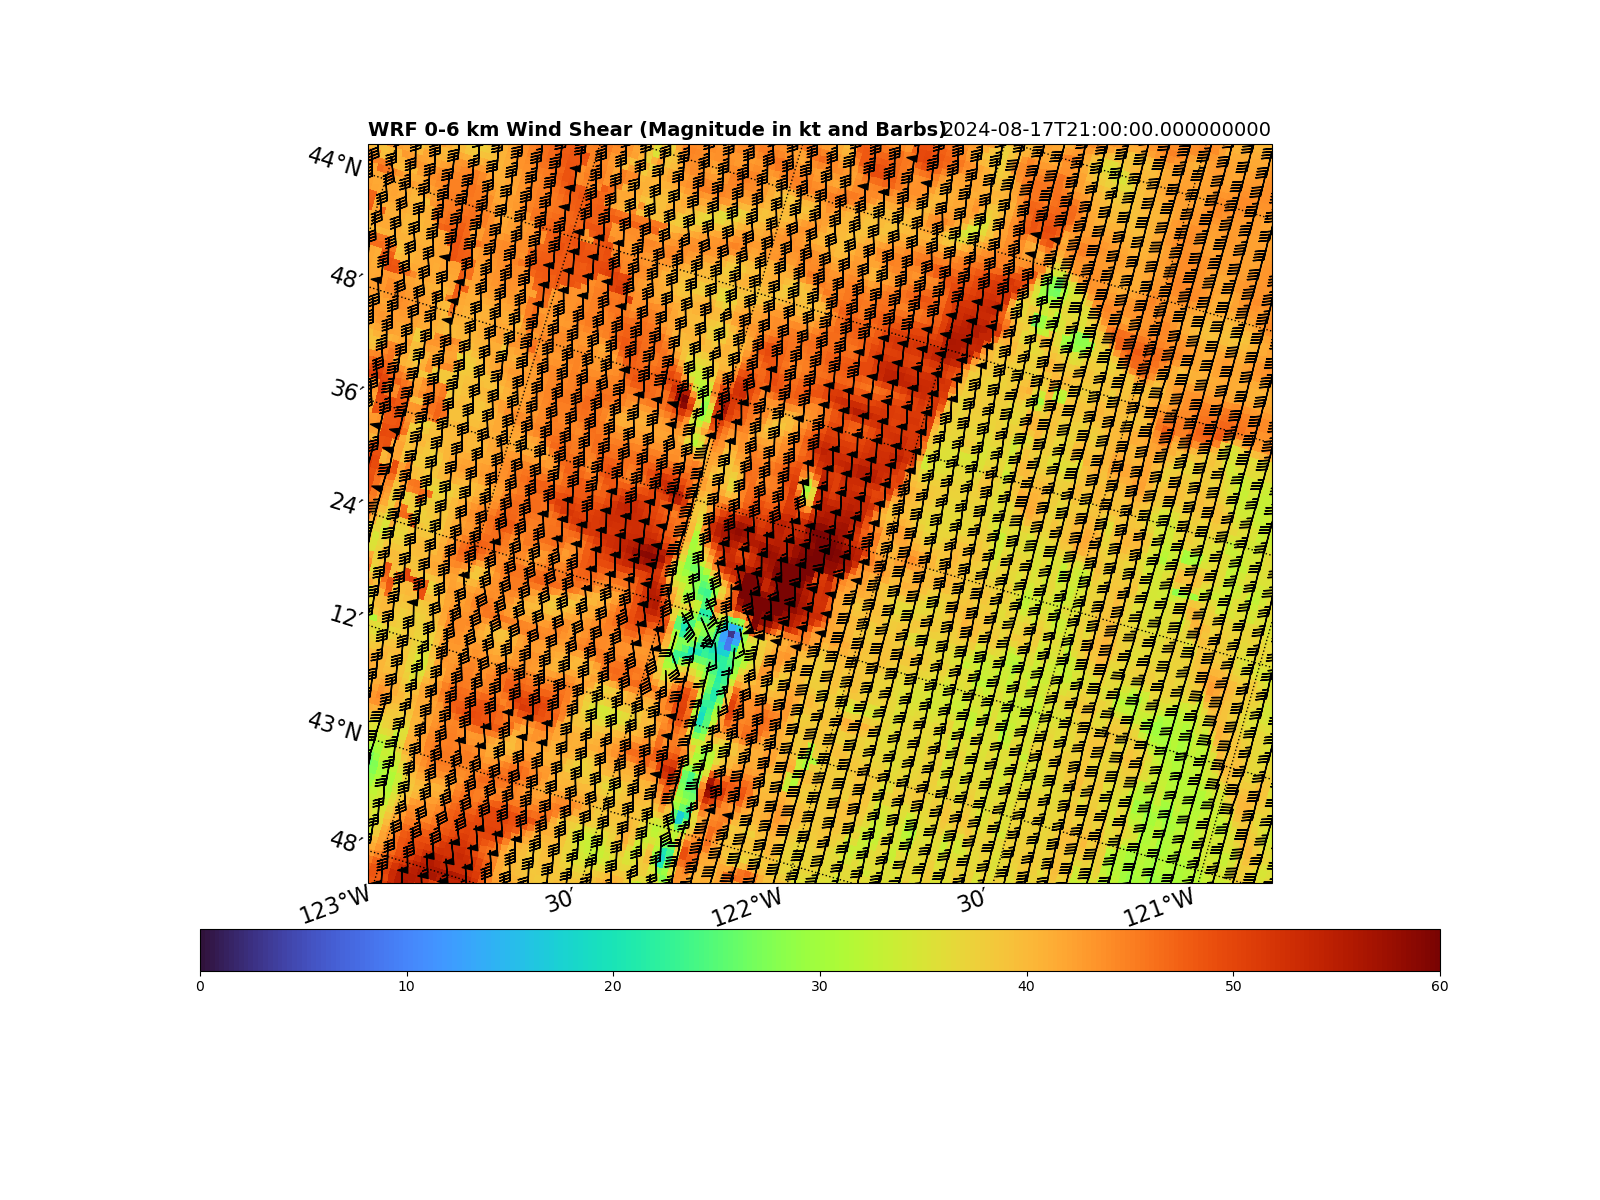 WRF 0-6 km Wind Shear (Magnitude in kt and Barbs) 2024-08-17T21:00:00.000000000
44°N
48′
36′
24′
12′
43°N
48′
123°W 30′ 122°W 30′ 121°W
0 10 20 30 40 50 60